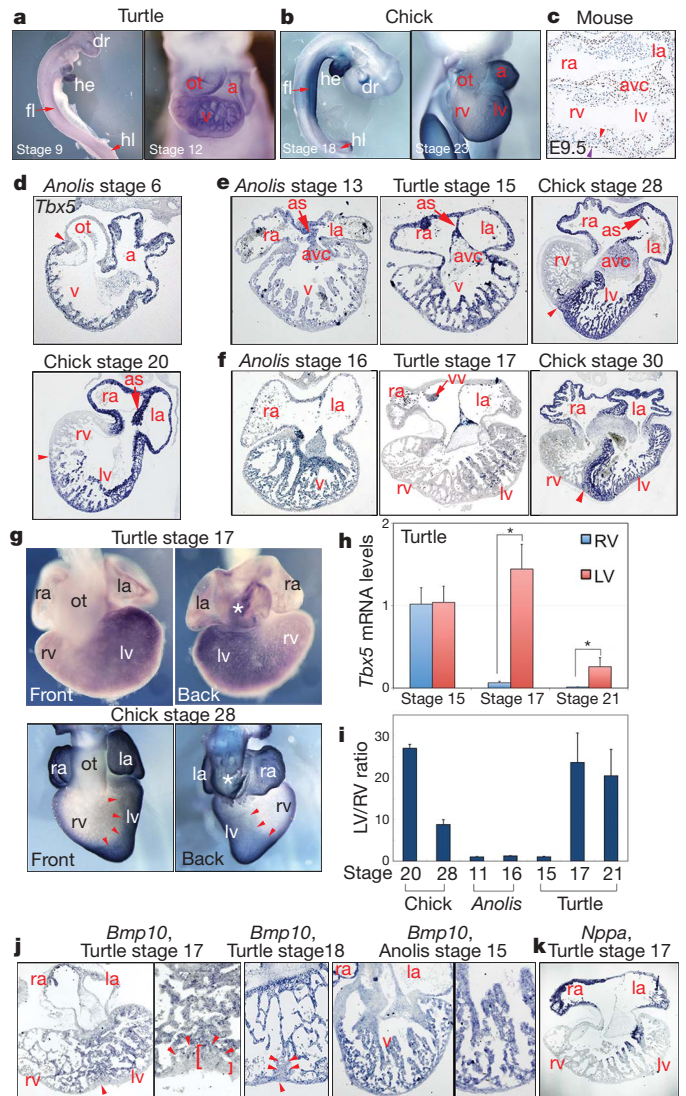 a Turtle
dr
he
fl
hl
Stage 9
ot
a
v
Stage 12
b Chick
he
dr
fl
hl
Stage 18
ot
a
rv
lv
Stage 23
c Mouse
la
ra
avc
rv
lv
E9.5
d Anolis stage 6
Tbx5
ot
a
v
Chick stage 20
as
ra
la
rv
lv
e Anolis stage 13
as
ra
la
avc
v
Turtle stage 15
as
ra
la
avc
v
Chick stage 28
ra
as
la
rv
avc
lv
f Anolis stage 16
ra
la
v
Turtle stage 17
ra
vv
la
rv
lv
Chick stage 30
ra
la
rv
lv
g Turtle stage 17
la
ra
ot
rv
lv
Front
ra
la
*
rv
lv
Back
Chick stage 28
ra
ot
la
rv
lv
Front
la
*
ra
lv
rv
Back
h Turtle
RV
LV
Tbx5 mRNA levels
2
1
0
*
*
Stage 15 Stage 17 Stage 21
i
LV/RV ratio
30
20
10
0
Stage 20 28 11 16 15 17 21
Chick Anolis Turtle
j Bmp10,
Turtle stage 17
ra
la
rv
lv
Bmp10,
Turtle stage18
Bmp10,
Anolis stage 15
ra
la
v
k Nppa,
Turtle stage 17
ra
la
rv
lv